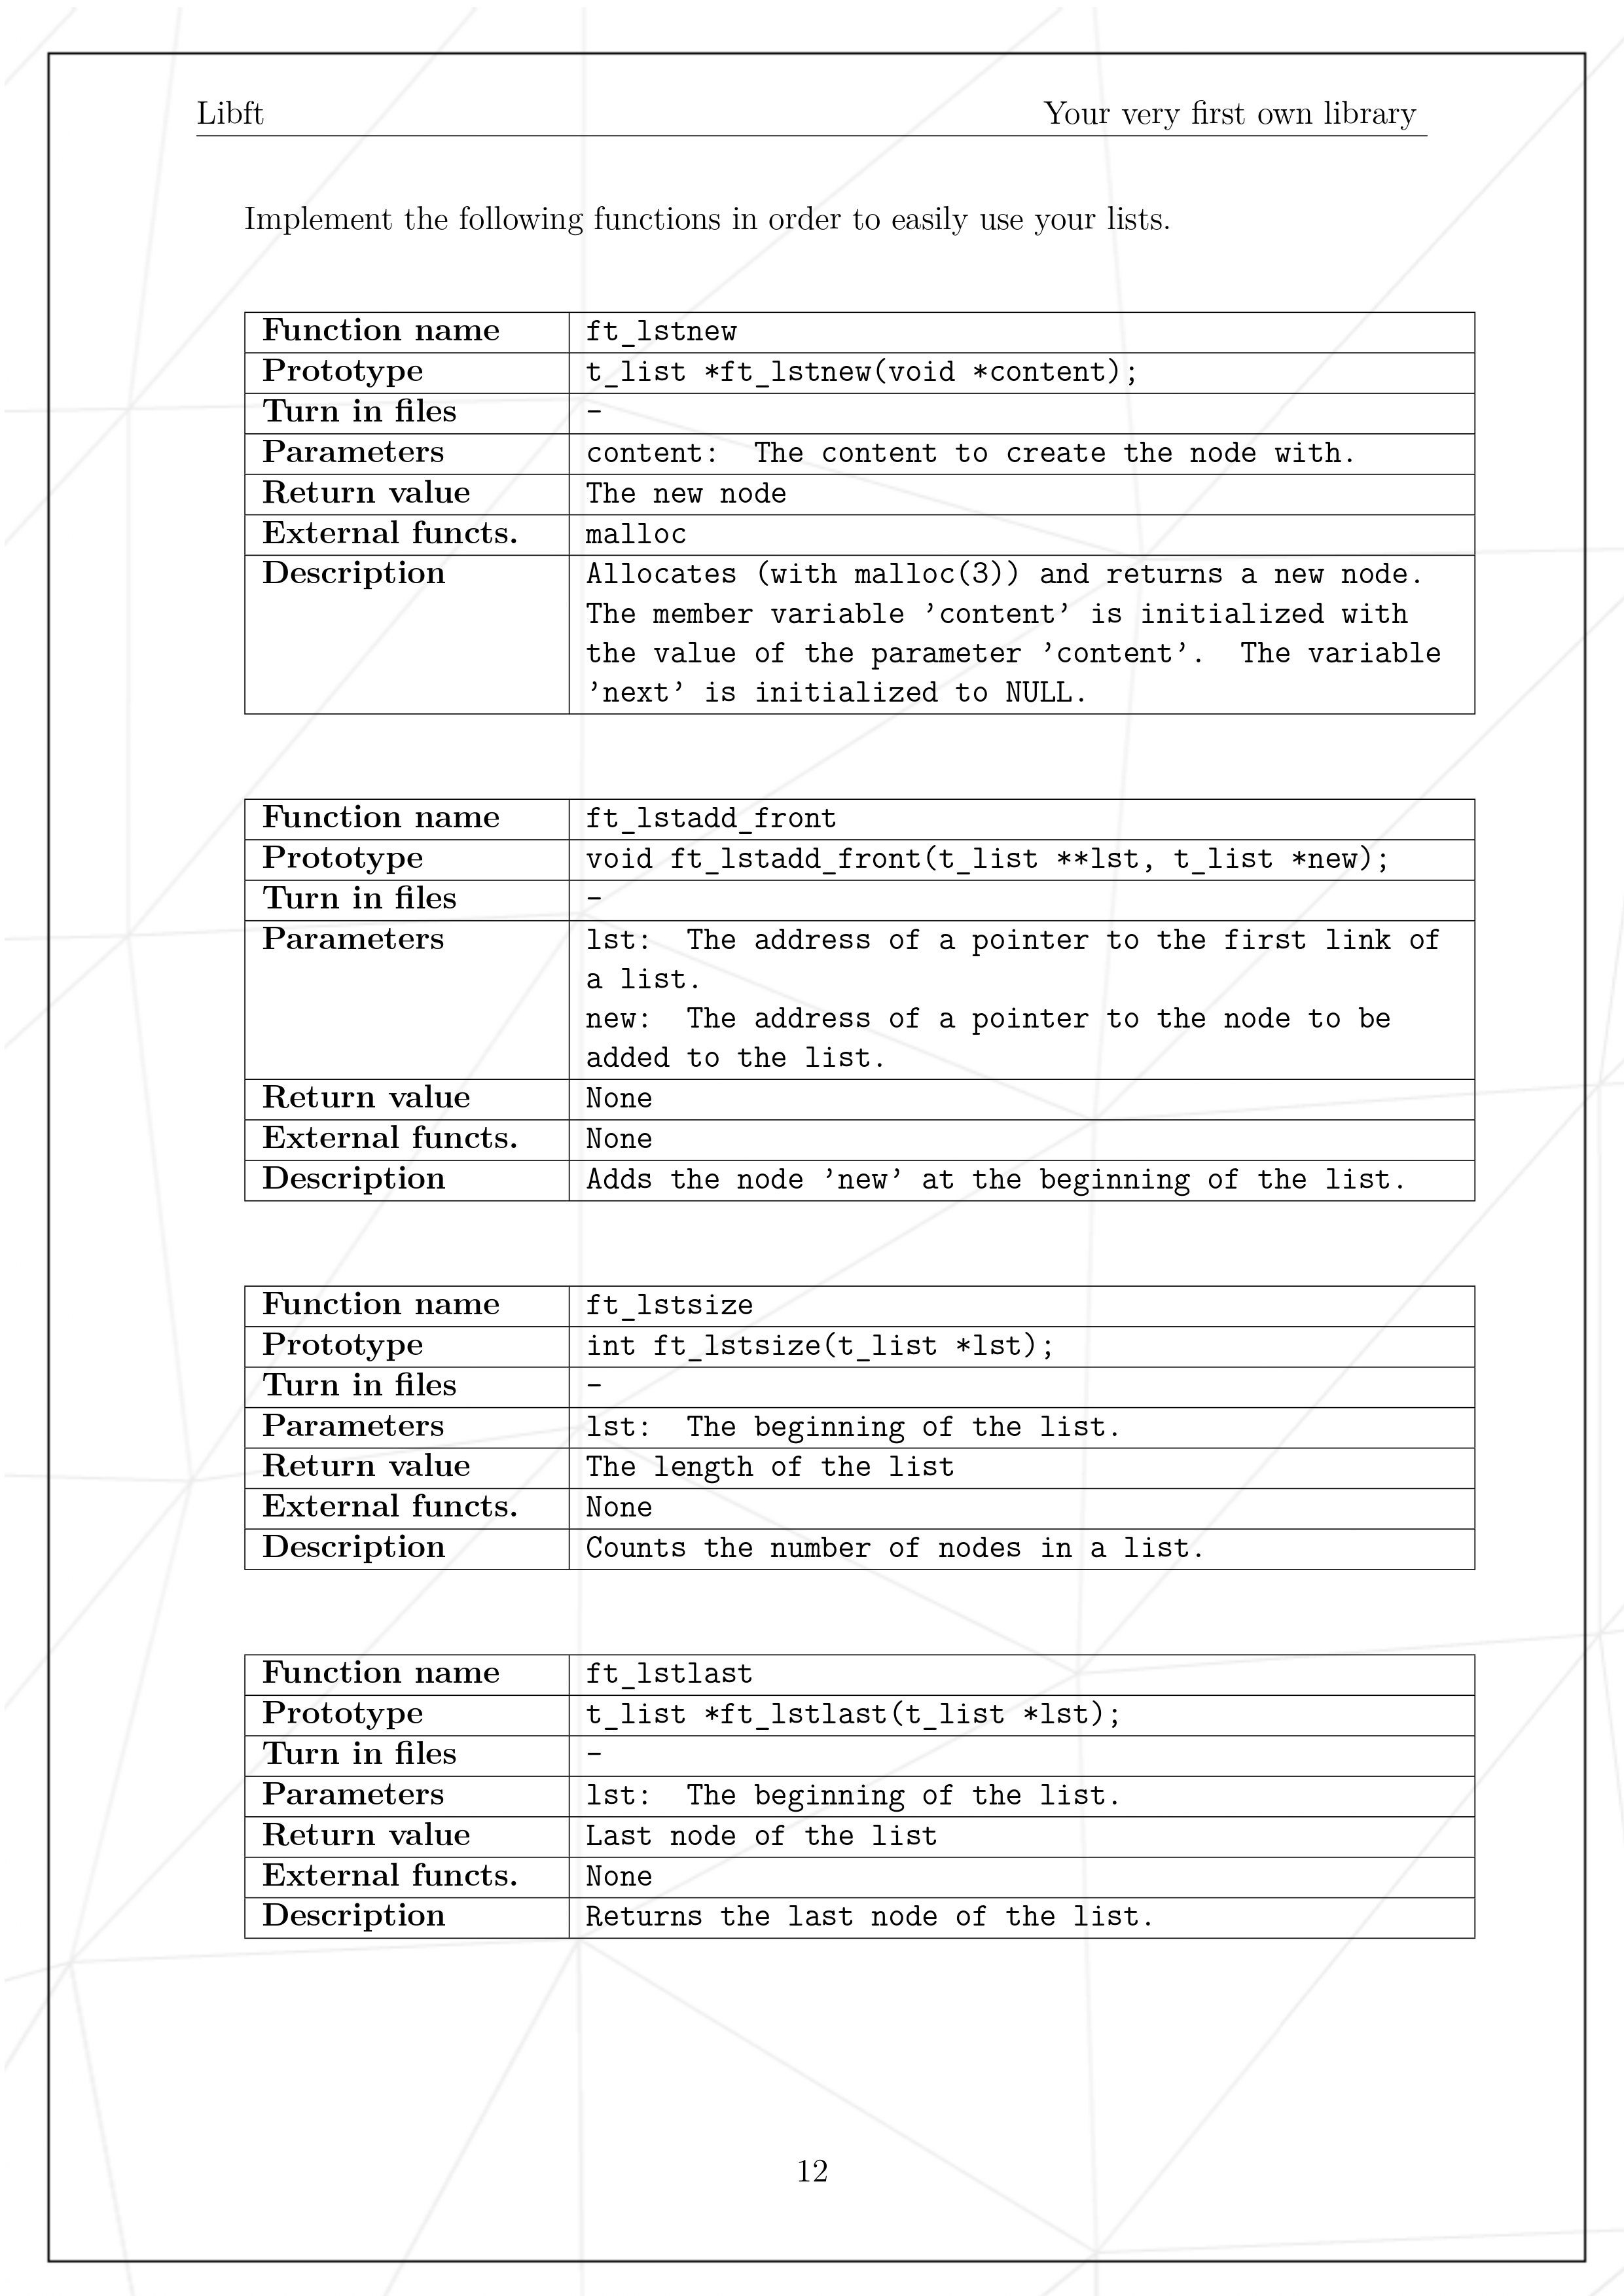 Libft
Your very first own library
Implement the following functions in order to easily use your lists.
Function name
ft_lstnew
Prototype
t_list *ft_lstnew(void *content);
Turn in files
-
Parameters
content:  The content to create the node with.
Return value
The new node
External functs.
malloc
Description
Allocates (with malloc(3)) and returns a new node.
The member variable ’content’ is initialized with
the value of the parameter ’content’.  The variable
’next’ is initialized to NULL.
Function name
ft_lstadd_front
Prototype
void ft_lstadd_front(t_list **lst, t_list *new);
Turn in files
-
Parameters
lst:  The address of a pointer to the first link of
a list.
new:  The address of a pointer to the node to be
added to the list.
Return value
None
External functs.
None
Description
Adds the node ’new’ at the beginning of the list.
Function name
ft_lstsize
Prototype
int ft_lstsize(t_list *lst);
Turn in files
-
Parameters
lst:  The beginning of the list.
Return value
The length of the list
External functs.
None
Description
Counts the number of nodes in a list.
Function name
ft_lstlast
Prototype
t_list *ft_lstlast(t_list *lst);
Turn in files
-
Parameters
lst:  The beginning of the list.
Return value
Last node of the list
External functs.
None
Description
Returns the last node of the list.
12